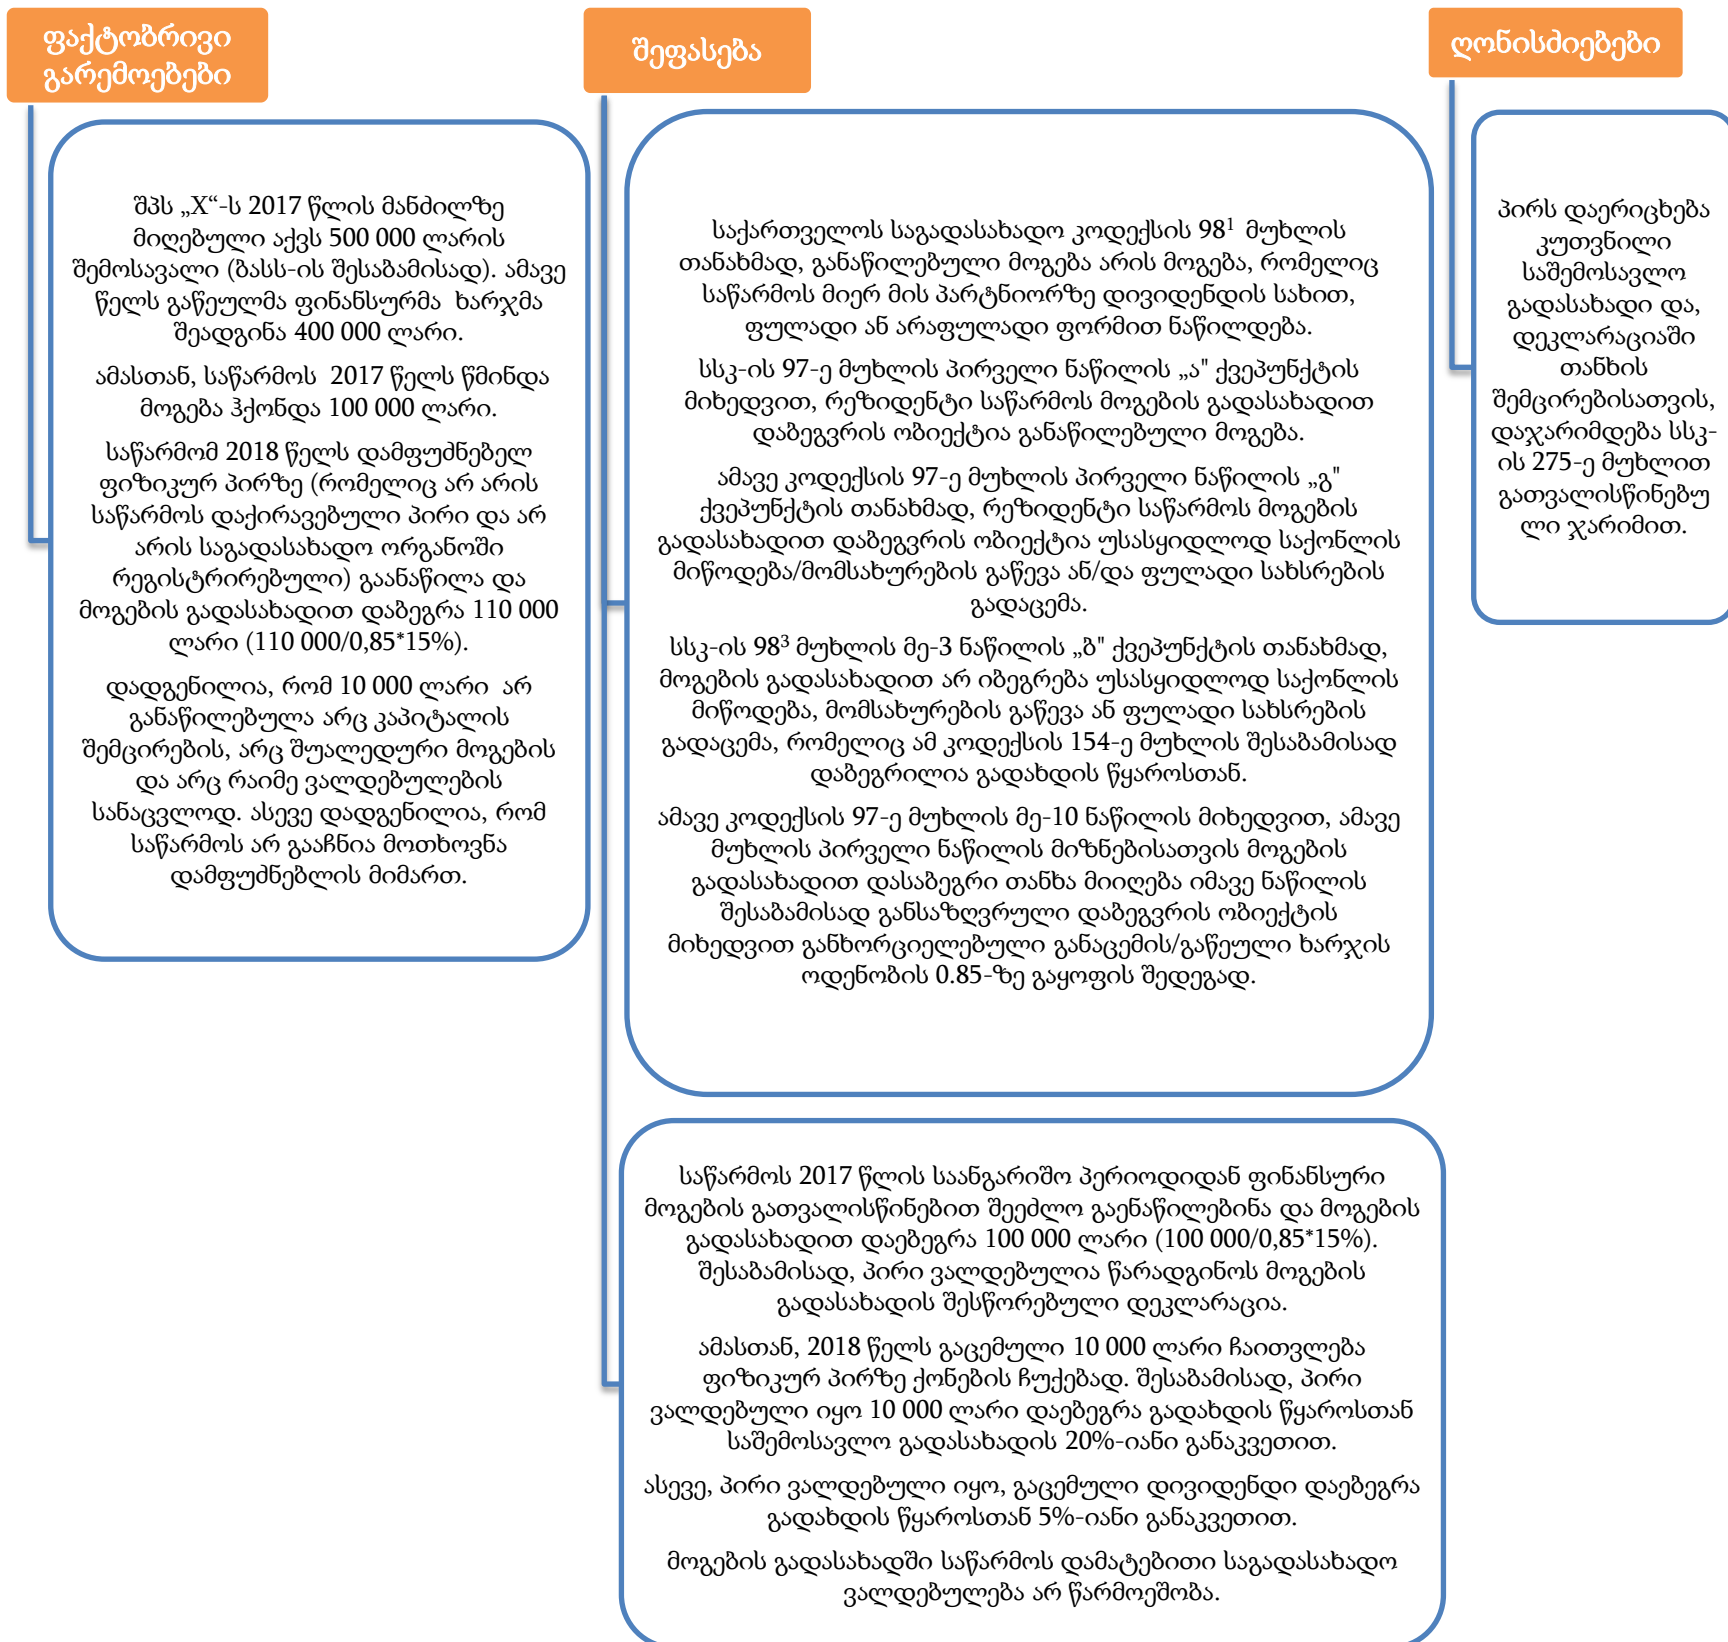 ფაქტობრივი
გარემოებები
შპს „X“-ს 2017 წლის მანძილზე
მიღებული აქვს 500 000 ლარის
შემოსავალი (ბასს-ის შესაბამისად). ამავე
წელს გაწეულმა ფინანსურმა ხარჯმა
შეადგინა 400 000 ლარი.
ამასთან, საწარმოს 2017 წელს წმინდა
მოგება ჰქონდა 100 000 ლარი.
საწარმომ 2018 წელს დამფუძნებელ
ფიზიკურ პირზე (რომელიც არ არის
საწარმოს დაქირავებული პირი და არ
არის საგადასახადო ორგანოში
რეგისტრირებული) გაანაწილა და
მოგების გადასახადით დაბეგრა 110 000
ლარი (110 000/0,85*15%).
დადგენილია, რომ 10 000 ლარი არ
განაწილებულა არც კაპიტალის
შემცირების, არც შუალედური მოგების
და არც რაიმე ვალდებულების
სანაცვლოდ. ასევე დადგენილია, რომ
საწარმოს არ გააჩნია მოთხოვნა
დამფუძნებლის მიმართ.
შეფასება
საქართველოს საგადასახადო კოდექსის 98¹ მუხლის
თანახმად, განაწილებული მოგება არის მოგება, რომელიც
საწარმოს მიერ მის პარტნიორზე დივიდენდის სახით,
ფულადი ან არაფულადი ფორმით ნაწილდება.
სსკ-ის 97-ე მუხლის პირველი ნაწილის „ა" ქვეპუნქტის
მიხედვით, რეზიდენტი საწარმოს მოგების გადასახადით
დაბეგვრის ობიექტია განაწილებული მოგება.
ამავე კოდექსის 97-ე მუხლის პირველი ნაწილის „გ"
ქვეპუნქტის თანახმად, რეზიდენტი საწარმოს მოგების
გადასახადით დაბეგვრის ობიექტია უსასყიდლოდ საქონლის
მიწოდება/მომსახურების გაწევა ან/და ფულადი სახსრების
გადაცემა.
სსკ-ის 98³ მუხლის მე-3 ნაწილის „ბ" ქვეპუნქტის თანახმად,
მოგების გადასახადით არ იბეგრება უსასყიდლოდ საქონლის
მიწოდება, მომსახურების გაწევა ან ფულადი სახსრების
გადაცემა, რომელიც ამ კოდექსის 154-ე მუხლის შესაბამისად
დაბეგრილია გადახდის წყაროსთან.
ამავე კოდექსის 97-ე მუხლის მე-10 ნაწილის მიხედვით, ამავე
მუხლის პირველი ნაწილის მიზნებისათვის მოგების
გადასახადით დასაბეგრი თანხა მიიღება იმავე ნაწილის
შესაბამისად განსაზღვრული დაბეგვრის ობიექტის
მიხედვით განხორციელებული განაცემის/გაწეული ხარჯის
ოდენობის 0.85-ზე გაყოფის შედეგად.
საწარმოს 2017 წლის საანგარიშო პერიოდიდან ფინანსური
მოგების გათვალისწინებით შეეძლო გაენაწილებინა და მოგების
გადასახადით დაებეგრა 100 000 ლარი (100 000/0,85*15%).
შესაბამისად, პირი ვალდებულია წარადგინოს მოგების
გადასახადის შესწორებული დეკლარაცია.
ამასთან, 2018 წელს გაცემული 10 000 ლარი ჩაითვლება
ფიზიკურ პირზე ქონების ჩუქებად. შესაბამისად, პირი
ვალდებული იყო 10 000 ლარი დაებეგრა გადახდის წყაროსთან
საშემოსავლო გადასახადის 20%-იანი განაკვეთით.
ასევე, პირი ვალდებული იყო, გაცემული დივიდენდი დაებეგრა
გადახდის წყაროსთან 5%-იანი განაკვეთით.
მოგების გადასახადში საწარმოს დამატებითი საგადასახადო
ვალდებულება არ წარმოეშობა.
ღონისძიებები
პირს დაერიცხება
კუთვნილი
საშემოსავლო
გადასახადი და,
დეკლარაციაში
თანხის
შემცირებისათვის,
დაჯარიმდება სსკ-
ის 275-ე მუხლით
გათვალისწინებუ
ლი ჯარიმით.